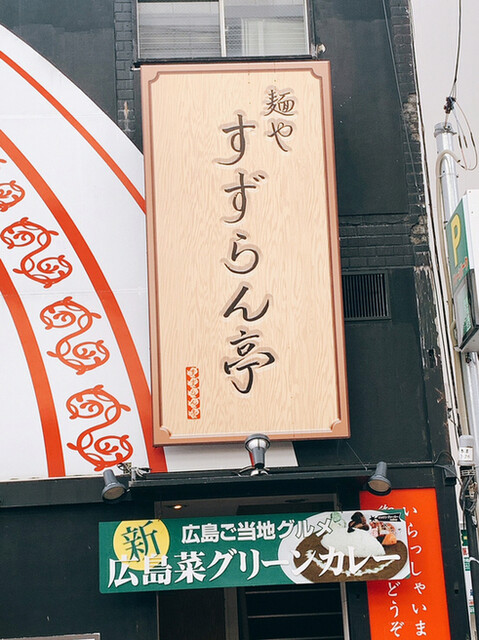 麺や
すずらん亭
新
広島ご当地グルメ
広島菜グリーンカレー
いらっしゃいま
どうぞ
P